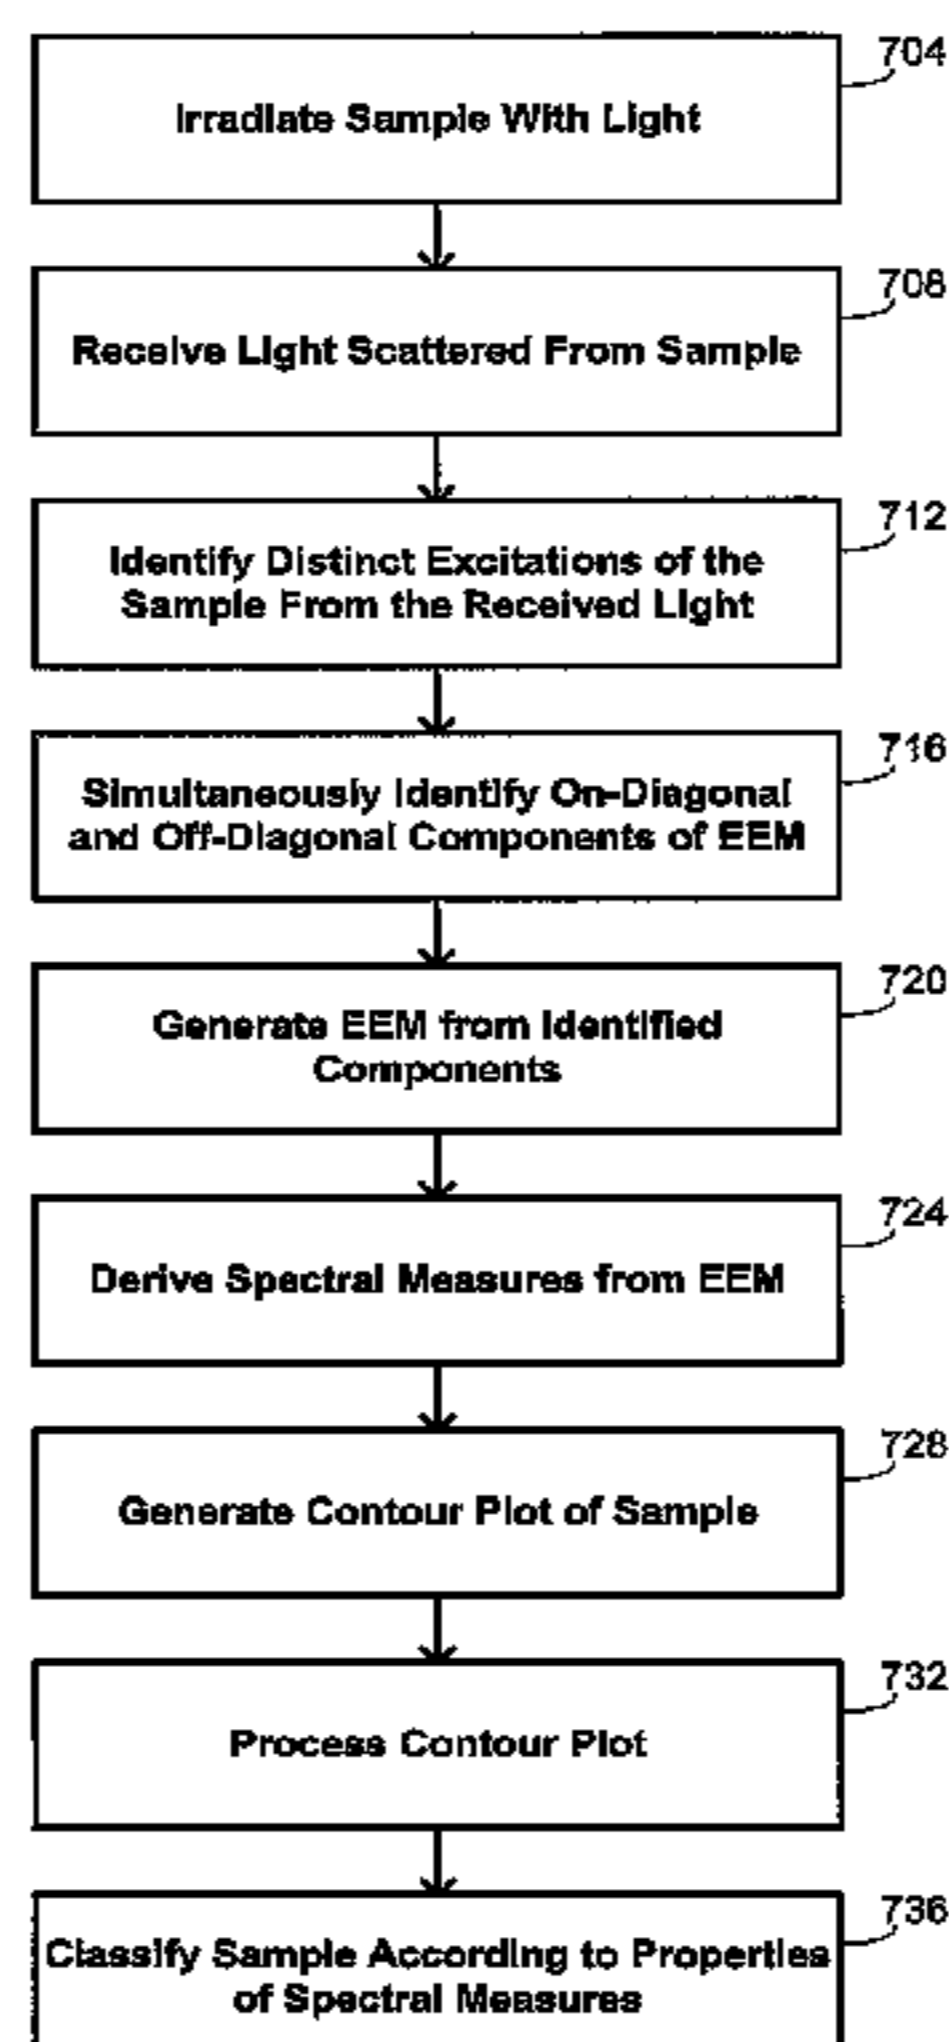 704
Irradiate Sample With Light
708
Receive Light Scattered From Sample
712
Identify Distinct Excitations of the
Sample From the Received Light
716
Simultaneously Identify On-Diagonal
and Off-Diagonal Components of EEM
720
Generate EEM from Identified
Components
724
Derive Spectral Measures from EEM
728
Generate Contour Plot of Sample
732
Process Contour Plot
736
Classify Sample According to Properties
of Spectral Measures